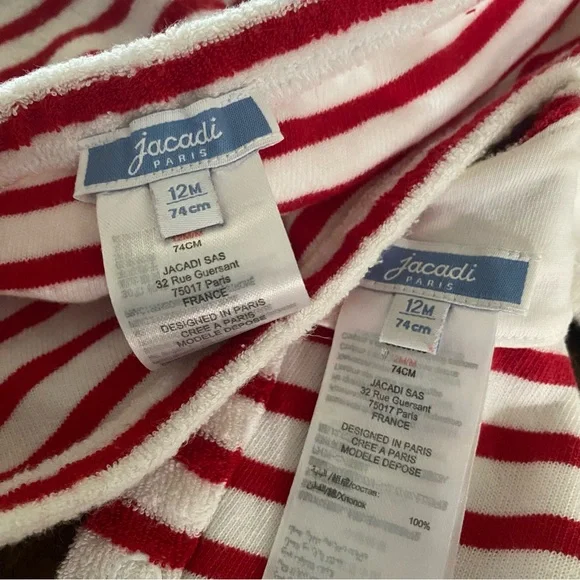 jacadi
PARIS
12M
74cm
12M/M
74CM
JACADI SAS
32 Rue Guersant
75017 Paris
FRANCE
DESIGNED IN PARIS
CREE A PARIS
MODELE DEPOSE
jacadi
PARIS
12M
74cm
12M/M
74CM
JACADI SAS
32 Rue Guersant
75017 Paris
FRANCE
DESIGNED IN PARIS
CREE A PARIS
MODELE DEPOSE
100%